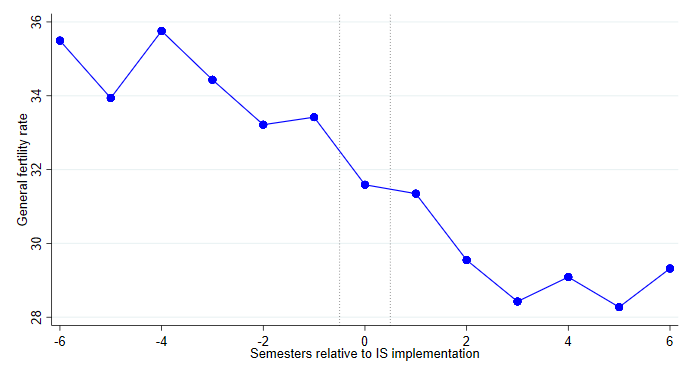 General fertility rate
36
34
32
30
28
-6 -4 -2 0 2 4 6
Semesters relative to IS implementation